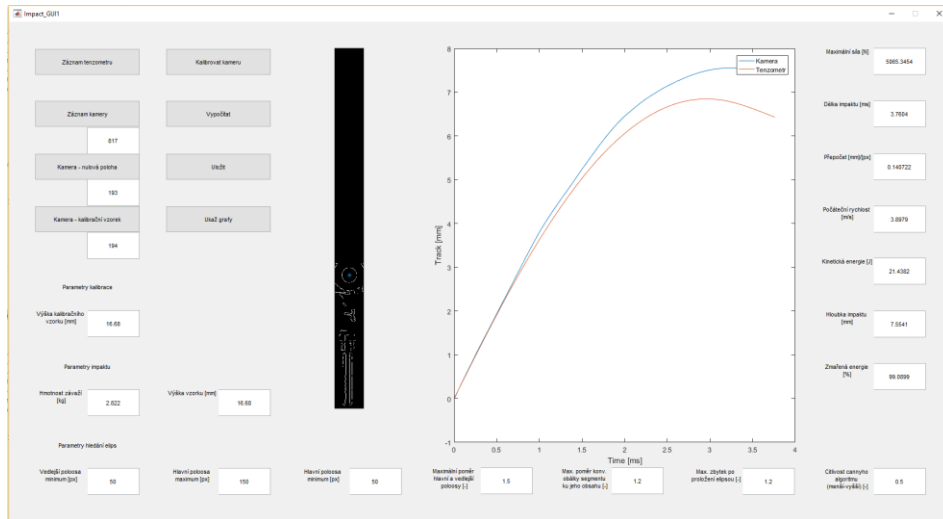 Impact_GUI1
Záznam tenzometru
Kalibrovat kameru
Záznam kamery
Vypočítat
817
Kamera - nulová poloha
Uložit
193
Kamera - kalibrační vzorek
Ukaž grafy
194
Parametry kalibrace
Výška kalibračního
vzorku [mm]
16.68
Parametry impaktu
Hmotnost závaží
[kg]
2.822
Výška vzorku [mm]
16.68
Parametry hledání elips
Vedlejší poloosa
minimum [px]
50
Hlavní poloosa
maximum [px]
150
Hlavní poloosa
minimum [px]
50
Maximální poměr
hlavní a vedlejší
poloosy [-]
1.5
Max. poměr konv.
obálky segmentu
ku jeho obsahu [-]
1.2
Max. zbytek po
proložení elipsou [-]
1.2
Citlivost cannyho
algoritmu
(menší-vyšší) [-]
0.5
8
7
6
5
4
3
2
1
0
-1
Track [mm]
0
0.5
1
1.5
2
2.5
3
3.5
4
Time [ms]
Kamera
Tenzometr
Maximální síla [N]
5985.3454
Délka impaktu [ms]
3.7604
Přepočet [mm]/[px]
0.146722
Počáteční rychlost
[m/s]
3.8979
Kinetická energie [J]
21.4382
Hloubka impaktu
[mm]
7.5541
Zmařená energie
[%]
99.0899